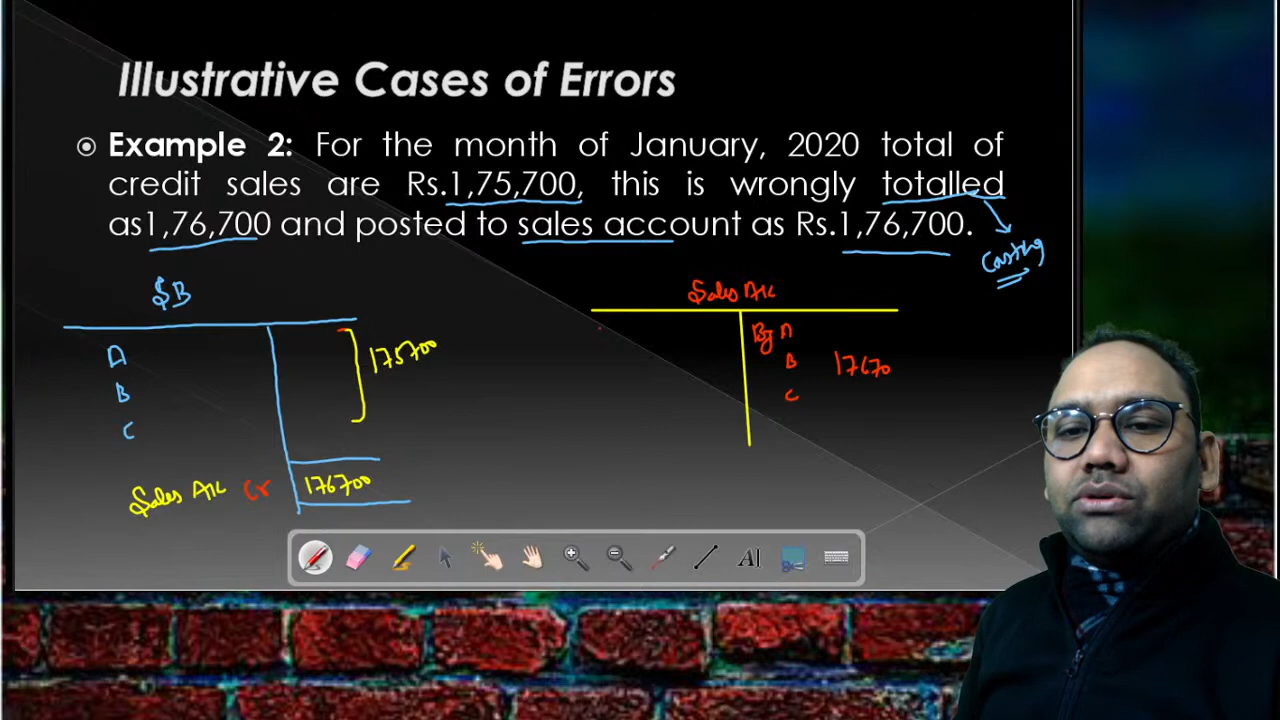 Illustrative Cases of Errors
Example 2: For the month of January, 2020 total of
credit sales are Rs.1,75,700, this is wrongly totalled
as1,76,700 and posted to sales account as Rs.1,76,700.
Casting
SB
A
B
C
175700
Sales A/c Cr 176700
Sales A/c
By A
B 17670
C
AI